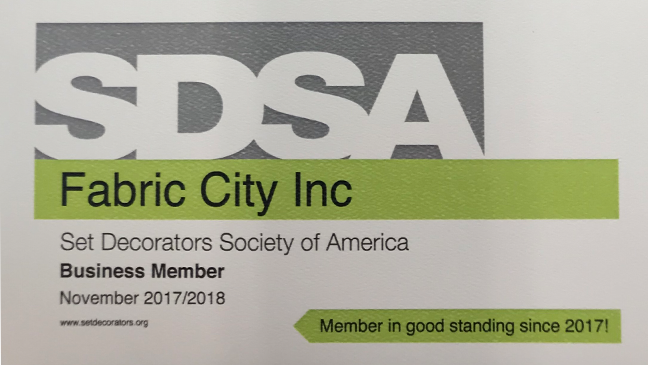 SDSA
Fabric City Inc
Set Decorators Society of America
Business Member
November 2017/2018
www.setdecorators.org
Member in good standing since 2017!